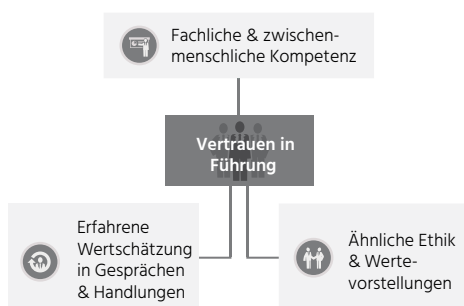 Fachliche & zwischen-
menschliche Kompetenz
Vertrauen in
Führung
Erfahrene
Wertschätzung
in Gesprächen
& Handlungen
Ähnliche Ethik
& Werte-
vorstellungen